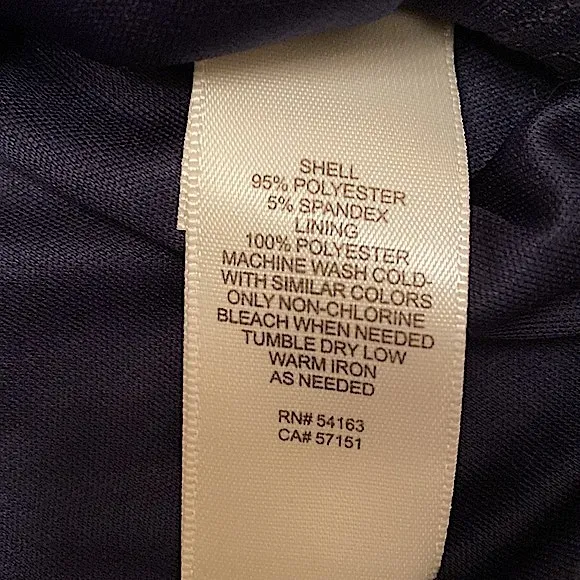 SHELL
95% POLYESTER
5% SPANDEX
LINING
100% POLYESTER
MACHINE WASH COLD-
WITH SIMILAR COLORS
ONLY NON-CHLORINE
BLEACH WHEN NEEDED
TUMBLE DRY LOW
WARM IRON
AS NEEDED
RN# 54163
CA# 57151